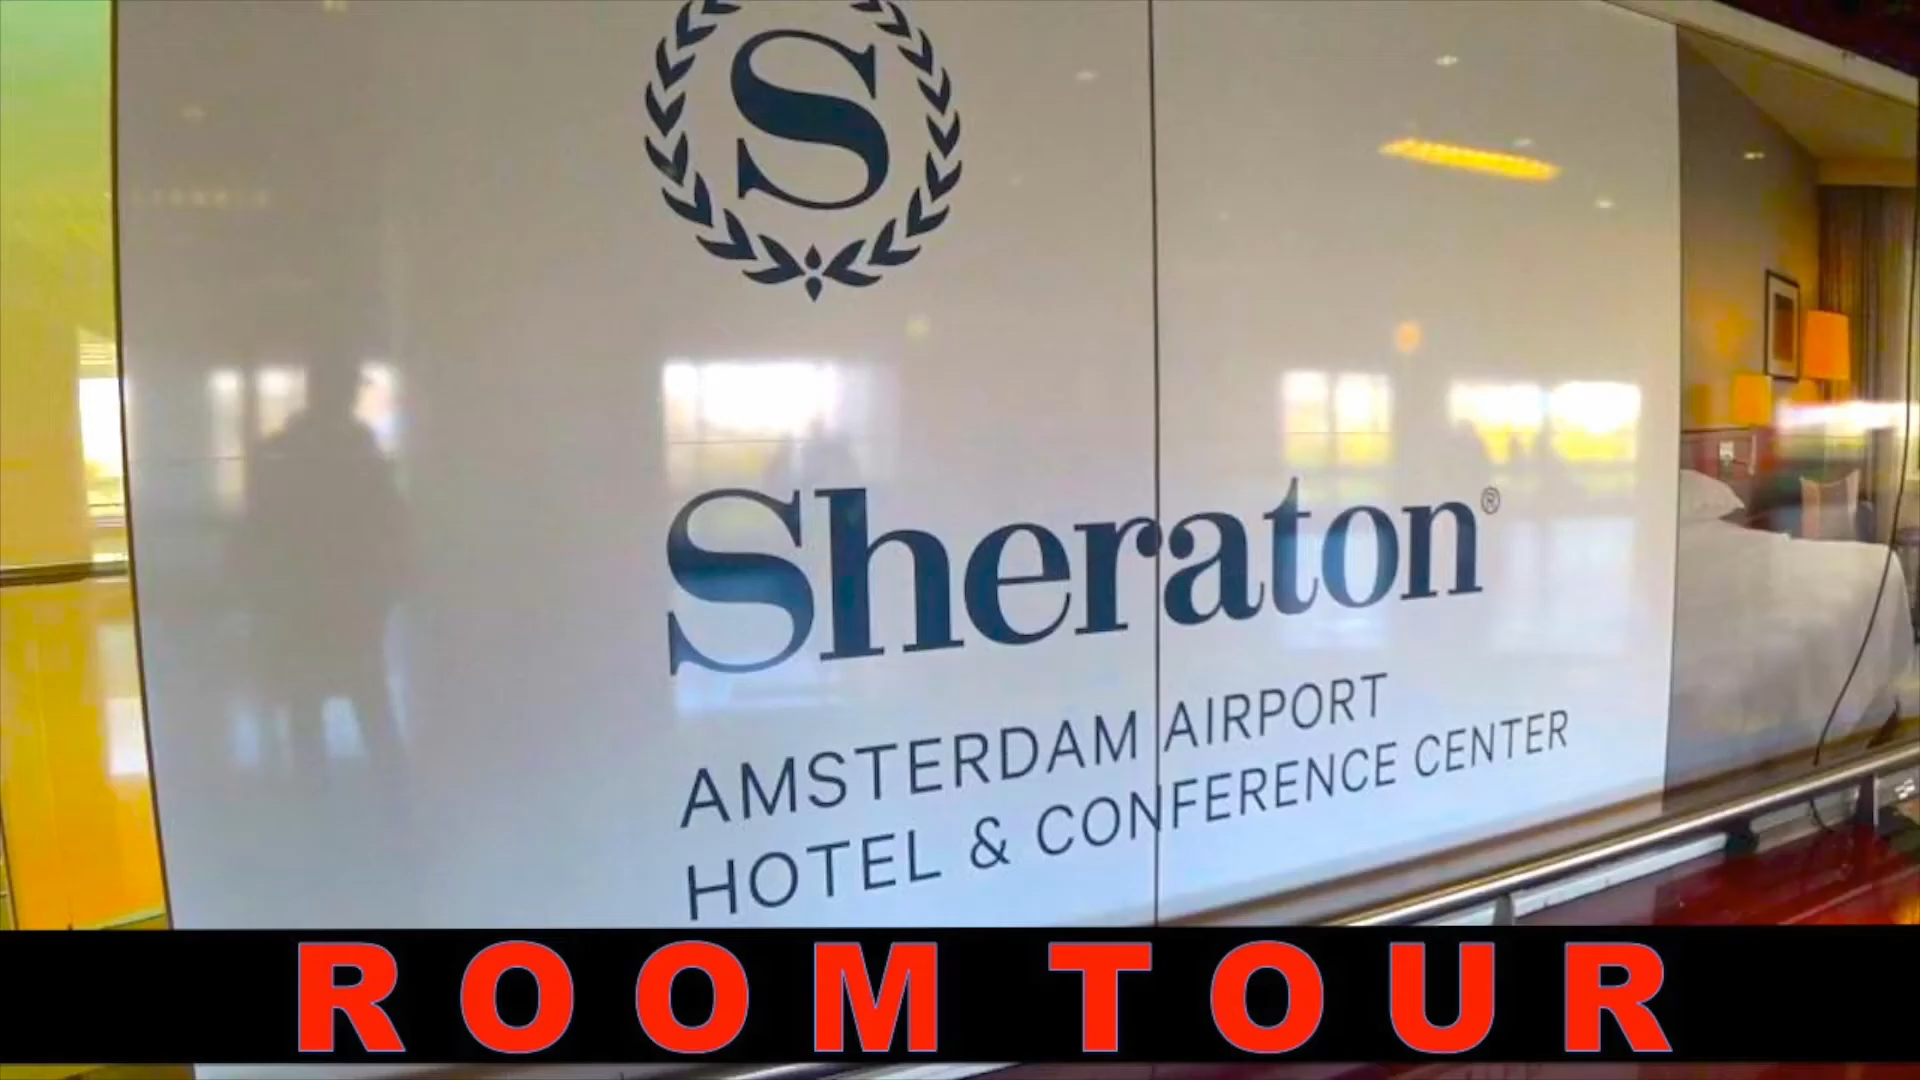 S
Sheraton®
AMSTERDAM AIRPORT
HOTEL & CONFERENCE CENTER
ROOM TOUR